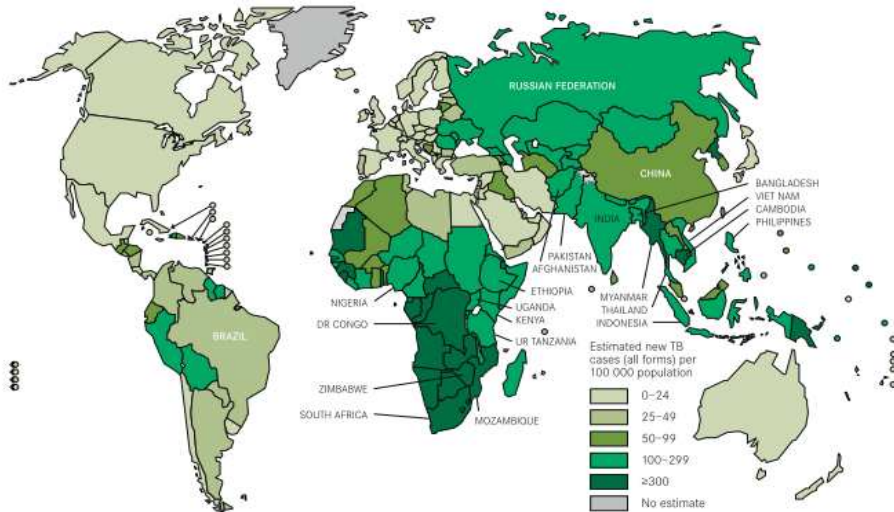 RUSSIAN FEDERATION
CHINA
BANGLADESH
VIET NAM
CAMBODIA
PHILIPPINES
INDIA
PAKISTAN
AFGHANISTAN
ETHIOPIA
UGANDA
KENYA
UR TANZANIA
NIGERIA
DR CONGO
ZIMBABWE
SOUTH AFRICA
MOZAMBIQUE
MYANMAR
THAILAND
INDONESIA
BRAZIL
Estimated new TB
cases (all forms) per
100 000 population
0–24
25–49
50–99
100–299
≥300
No estimate